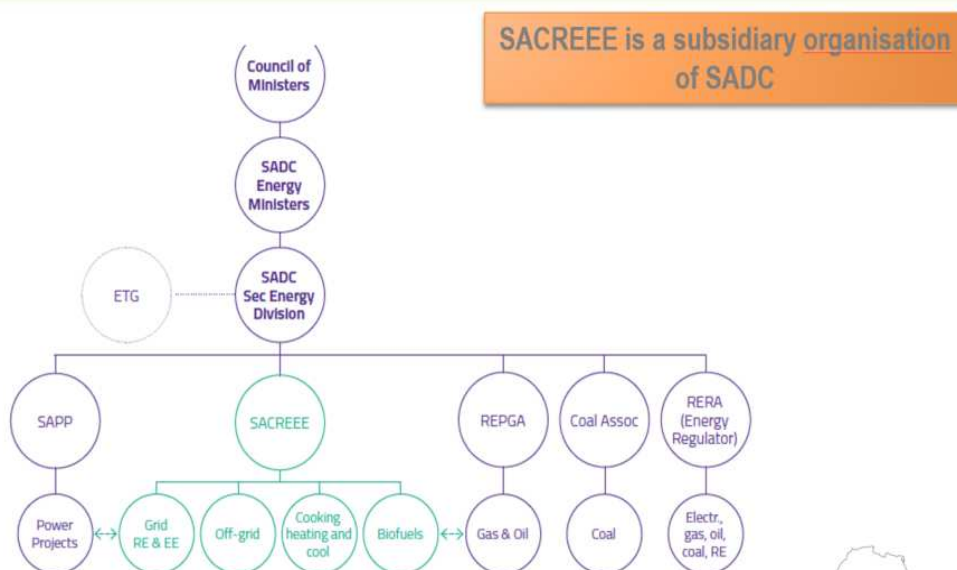 SACREEE is a subsidiary organisation
of SADC
Council of
Ministers
SADC
Energy
Ministers
ETG
SADC
Sec Energy
Division
SAPP
SACREEE
REPGA
Coal Assoc
RERA
(Energy
Regulator)
Power
Projects
Grid
RE & EE
Off-grid
Cooking
heating and
cool
Biofuels
Gas & Oil
Coal
Electr.,
gas, oil,
coal, RE